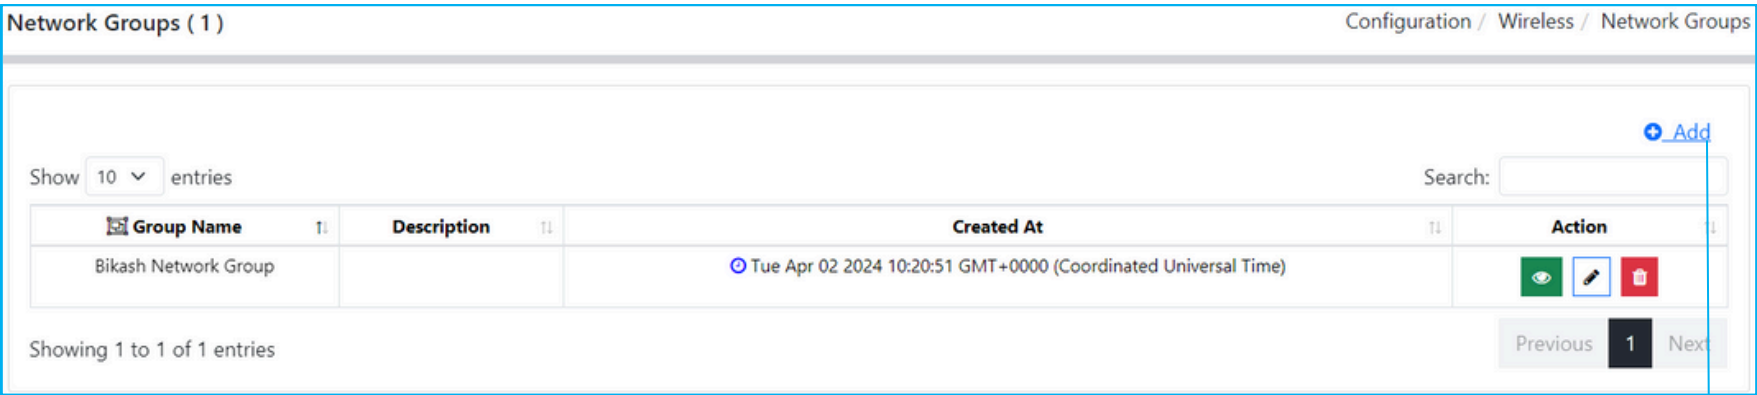 Network Groups ( 1 )
Configuration / Wireless / Network Groups
Add
Show 10 entries
Search:
Group Name Description Created At Action
Bikash Network Group Tue Apr 02 2024 10:20:51 GMT+0000 (Coordinated Universal Time)
Showing 1 to 1 of 1 entries
Previous 1 Next